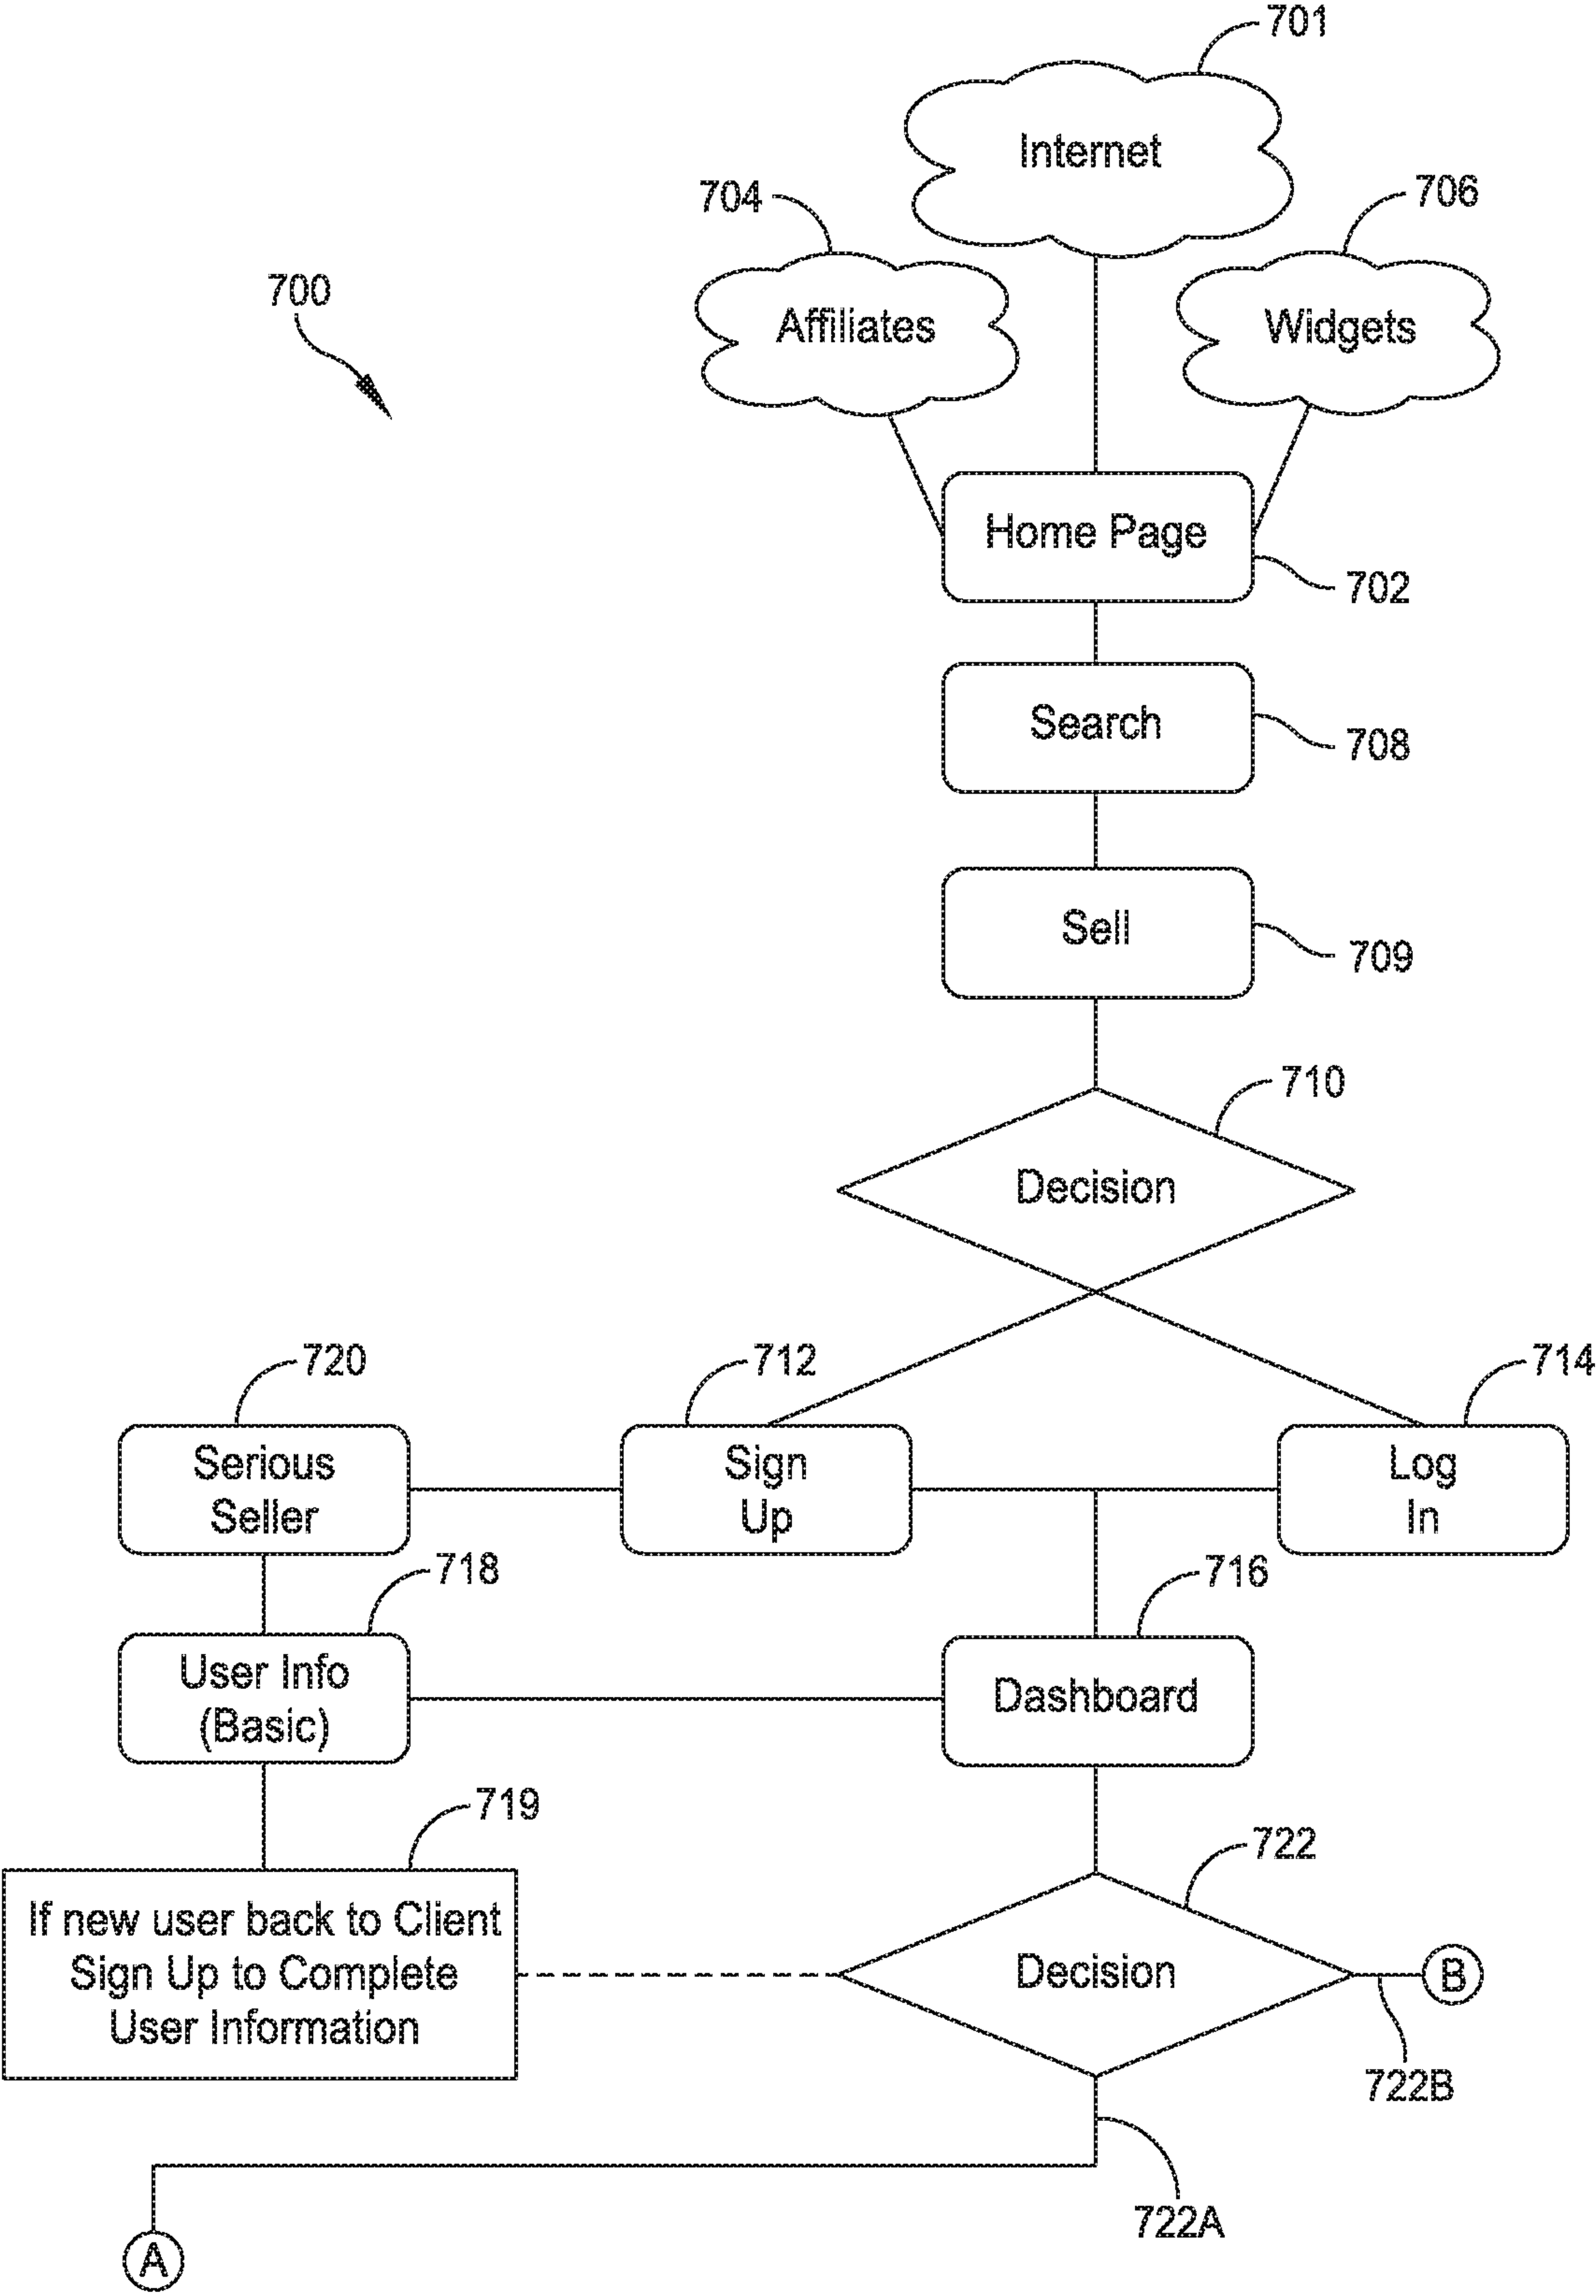 701
Internet
704
706
700
Affiliates
Widgets
Home Page
702
Search
708
Sell
709
710
Decision
720
712
714
Serious
Seller
Sign
Up
Log
In
718
716
User Info
(Basic)
Dashboard
719
722
If new user back to Client
Sign Up to Complete
User Information
Decision
B
722B
722A
A